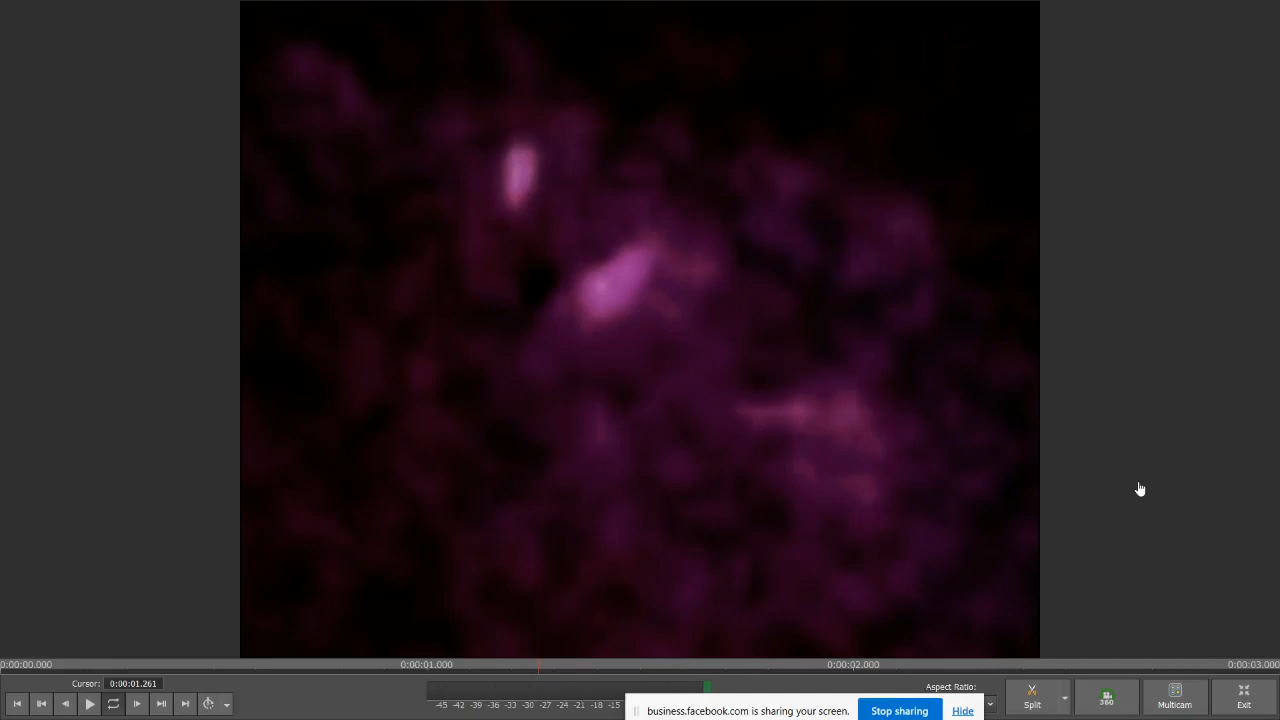 0:00:00.000 0:00:01.000 0:00:02.000 0:00:03.000
Cursor: 0:00:01.261
-45 -42 -39 -36 -33 -30 -27 -24 -21 -18 -15
Aspect Ratio:
Split
360
Multicam
Exit
business.facebook.com is sharing your screen.
Stop sharing
Hide